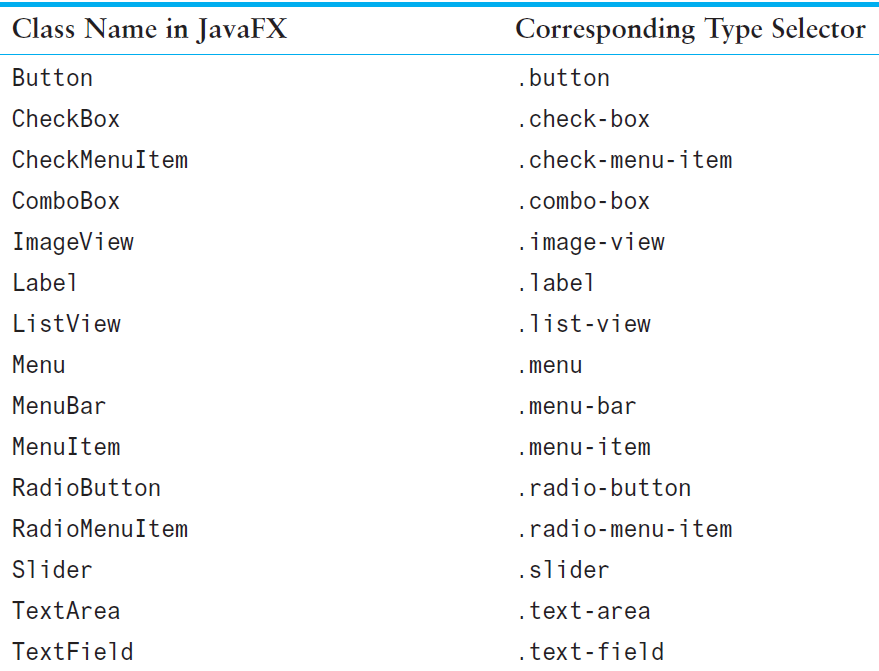 Class Name in JavaFX Corresponding Type Selector
Button .button
CheckBox .check-box
CheckMenuItem .check-menu-item
ComboBox .combo-box
ImageView .image-view
Label .label
ListView .list-view
Menu .menu
MenuBar .menu-bar
MenuItem .menu-item
RadioButton .radio-button
RadioMenuItem .radio-menu-item
Slider .slider
TextArea .text-area
TextField .text-field